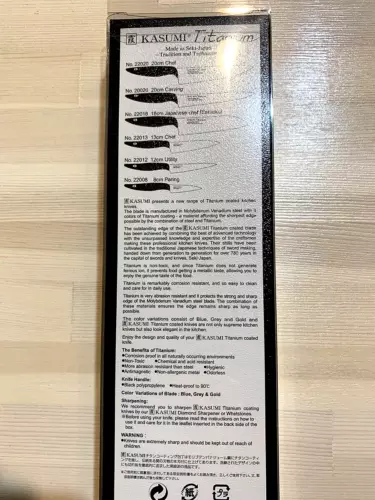 霞 KASUMI® Titanium
Made in Seki-Japan
No. 22020 20cm Chef
No. 20020 20cm Carving
No. 22018 18cm Japanese chef (Santoku)
No. 22013 13cm Chef
No. 22012 12cm Utility
No. 22008 8cm Paring
KASUMI presents a new range of Titanium coated kitchen
knives.
The blade is manufactured in Molybdenum Vanadium steel with 3
colors of Titanium coating - a material affording the sharpest edge
possible by the combination of steel and Titanium.
The outstanding edge of the KASUMI Titanium coated blade
has been achieved by combining the best of advanced technology
with the unsurpassed knowledge and expertise of the craftsmen
making these professional kitchen knives. Their skills have been
cultivated in the traditional Japanese techniques of sword making,
handed down from generation to generation for over 780 years in
the capital of swords and knives, Seki Japan.
Titanium is non-toxic, and since Titanium does not generate
ferrous ion, it prevents food getting a metallic taste, allowing you to
enjoy the genuine taste of the food.
Titanium is remarkably corrosion resistant, and so easy to clean
and care for in daily use.
Titanium is very abrasion resistant and it protects the strong and sharp
edge of the Molybdenum Vanadium steel. The combination of
these materials ensures the edge remains sharp as long as
possible.
The color variations consist of Blue, Grey and Gold and
KASUMI Titanium coated knives are not only supreme kitchen
knives but also look elegant in the kitchen.
Enjoy the design and quality of your KASUMI Titanium coated
knife.
The Benefits of Titanium:
●Corrosion proof in all naturally occurring environments
●Non-Toxic ●Chemical and acid resistant
●More abrasion resistant than steel ●Hygienic
●Antimagnetic ●Non-allergenic metal ●Odorless
Knife Handle:
●Black polypropylene ●Heat-proof to 90℃
Color Variations of Blade : Blue, Grey & Gold
Sharpening:
We recommend you to sharpen KASUMI Titanium coating
knives by our KASUMI Diamond Sharpener or Whetstones.
※Before using your knife, please read the instructions on how to
use it and care for it in the leaflet inserted in the back side of the
box.
WARNING :
●Knives are extremely sharp and should be kept out of reach of
children.
紙